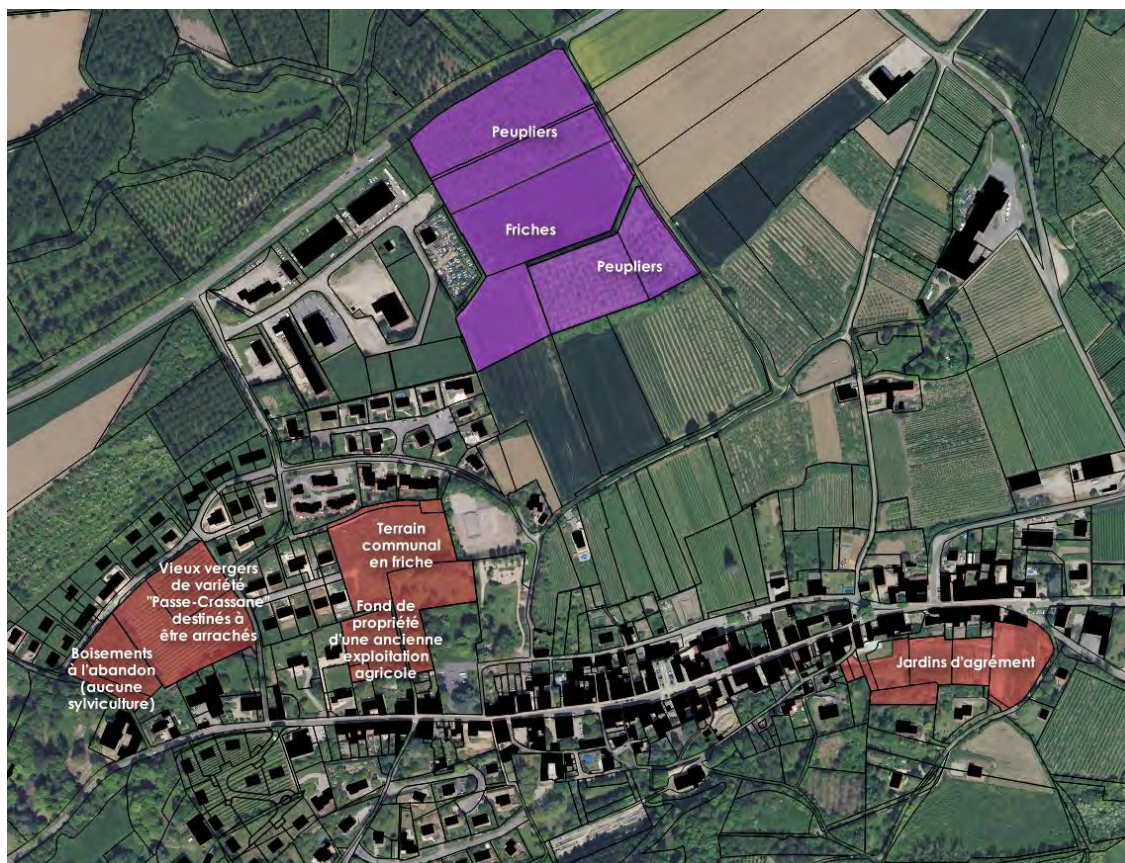 Peupliers
Friches
Peupliers
Terrain
communal
en friche
Vieux vergers
de variété
"Passe-Crassane"
destinés à
être arrachés
Fond de
propriété
d'une ancienne
exploitation
agricole
Boisements
à l'abandon
(aucune
sylviculture)
Jardins d'agrément